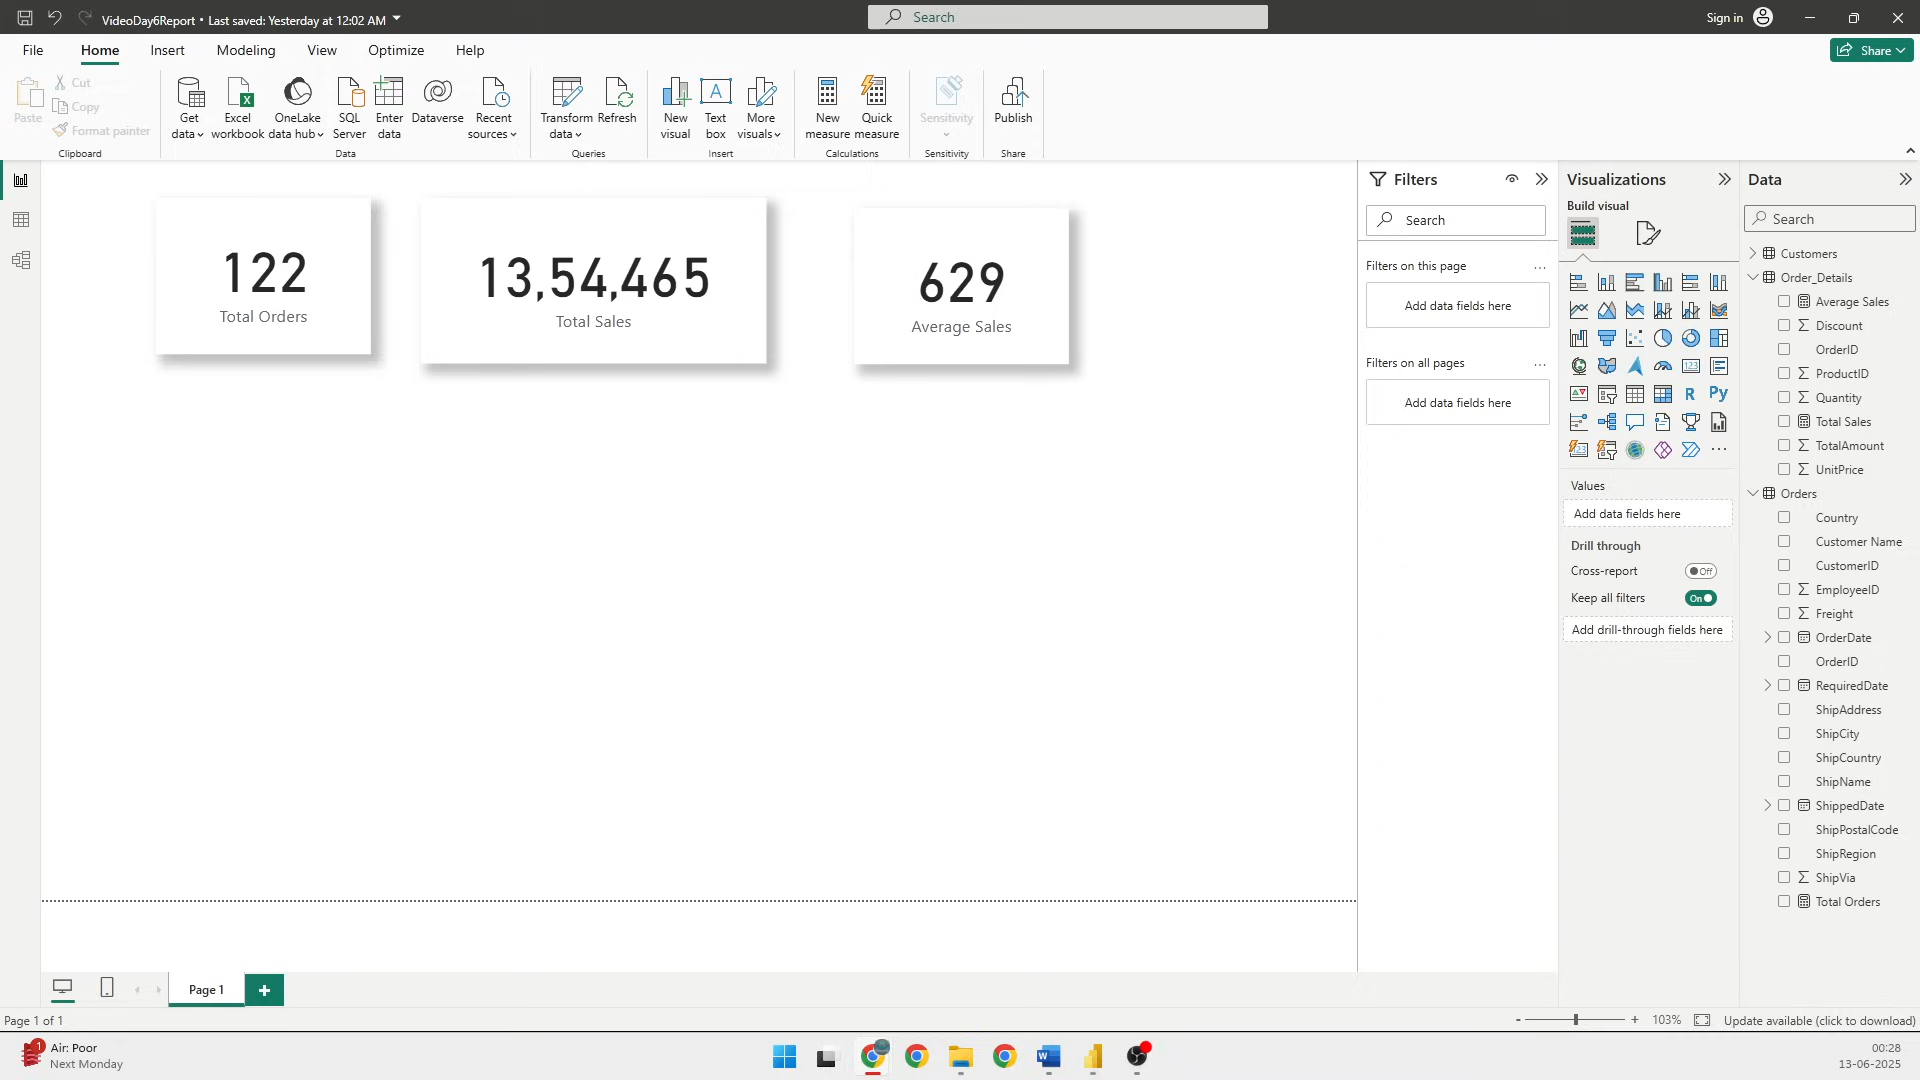 VideoDay6Report • Last saved: Yesterday at 12:02 AM
Search
Sign in
File
Home
Insert
Modeling
View
Optimize
Help
Share
Paste
Cut
Copy
Format painter
Clipboard
Get data
Excel workbook
OneLake data hub
SQL Server
Enter data
Dataverse
Recent sources
Data
Transform data
Refresh
Queries
New visual
Text box
More visuals
Insert
New measure
Quick measure
Calculations
Sensitivity
Sensitivity
Publish
Share
122
Total Orders
13,54,465
Total Sales
629
Average Sales
Filters
Search
Filters on this page
...
Add data fields here
Filters on all pages
...
Add data fields here
Visualizations
Build visual
123
R
Py
123
...
Values
Add data fields here
Drill through
Cross-report
Off
Keep all filters
On
Add drill-through fields here
Data
Search
Customers
Order_Details
Average Sales
Discount
OrderID
ProductID
Quantity
Total Sales
TotalAmount
UnitPrice
Orders
Country
Customer Name
CustomerID
EmployeeID
Freight
OrderDate
OrderID
RequiredDate
ShipAddress
ShipCity
ShipCountry
ShipName
ShippedDate
ShipPostalCode
ShipRegion
ShipVia
Total Orders
Page 1
Page 1 of 1
- + 103%
Update available (click to download)
1
Air: Poor
Next Monday
00:28
13-06-2025